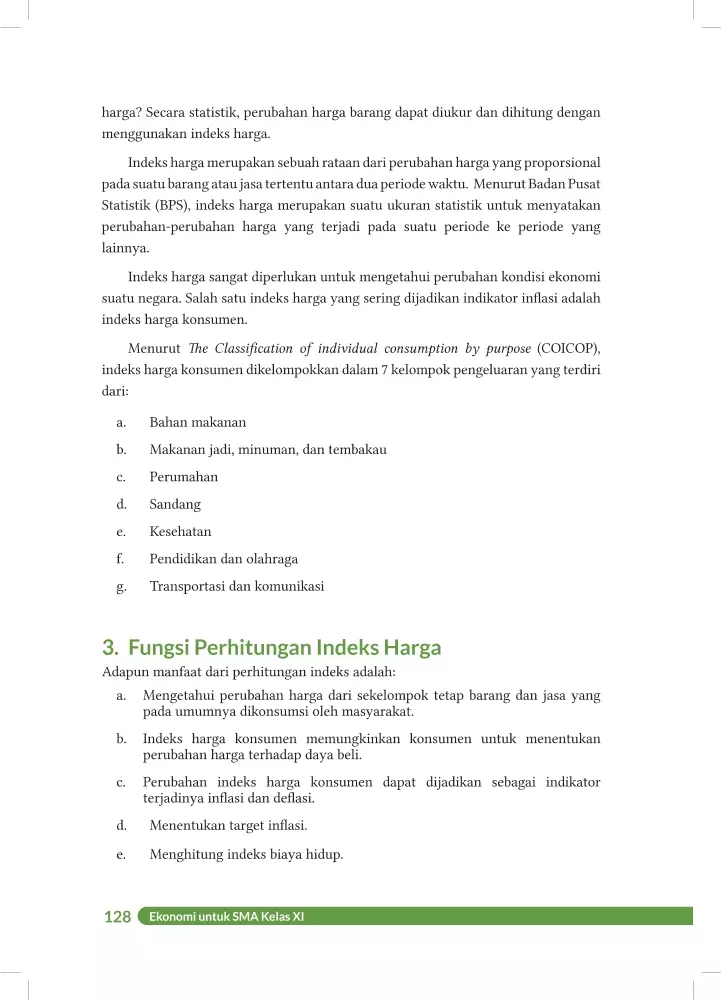 harga? Secara statistik, perubahan harga barang dapat diukur dan dihitung dengan
menggunakan indeks harga.
Indeks harga merupakan sebuah rataan dari perubahan harga yang proporsional
pada suatu barang atau jasa tertentu antara dua periode waktu. Menurut Badan Pusat
Statistik (BPS), indeks harga merupakan suatu ukuran statistik untuk menyatakan
perubahan-perubahan harga yang terjadi pada suatu periode ke periode yang
lainnya.
Indeks harga sangat diperlukan untuk mengetahui perubahan kondisi ekonomi
suatu negara. Salah satu indeks harga yang sering dijadikan indikator inflasi adalah
indeks harga konsumen.
Menurut The Classification of individual consumption by purpose (COICOP),
indeks harga konsumen dikelompokkan dalam 7 kelompok pengeluaran yang terdiri
dari:
a. Bahan makanan
b. Makanan jadi, minuman, dan tembakau
c. Perumahan
d. Sandang
e. Kesehatan
f. Pendidikan dan olahraga
g. Transportasi dan komunikasi
3. Fungsi Perhitungan Indeks Harga
Adapun manfaat dari perhitungan indeks adalah:
a. Mengetahui perubahan harga dari sekelompok tetap barang dan jasa yang
pada umumnya dikonsumsi oleh masyarakat.
b. Indeks harga konsumen memungkinkan konsumen untuk menentukan
perubahan harga terhadap daya beli.
c. Perubahan indeks harga konsumen dapat dijadikan sebagai indikator
terjadinya inflasi dan deflasi.
d. Menentukan target inflasi.
e. Menghitung indeks biaya hidup.
128 Ekonomi untuk SMA Kelas XI